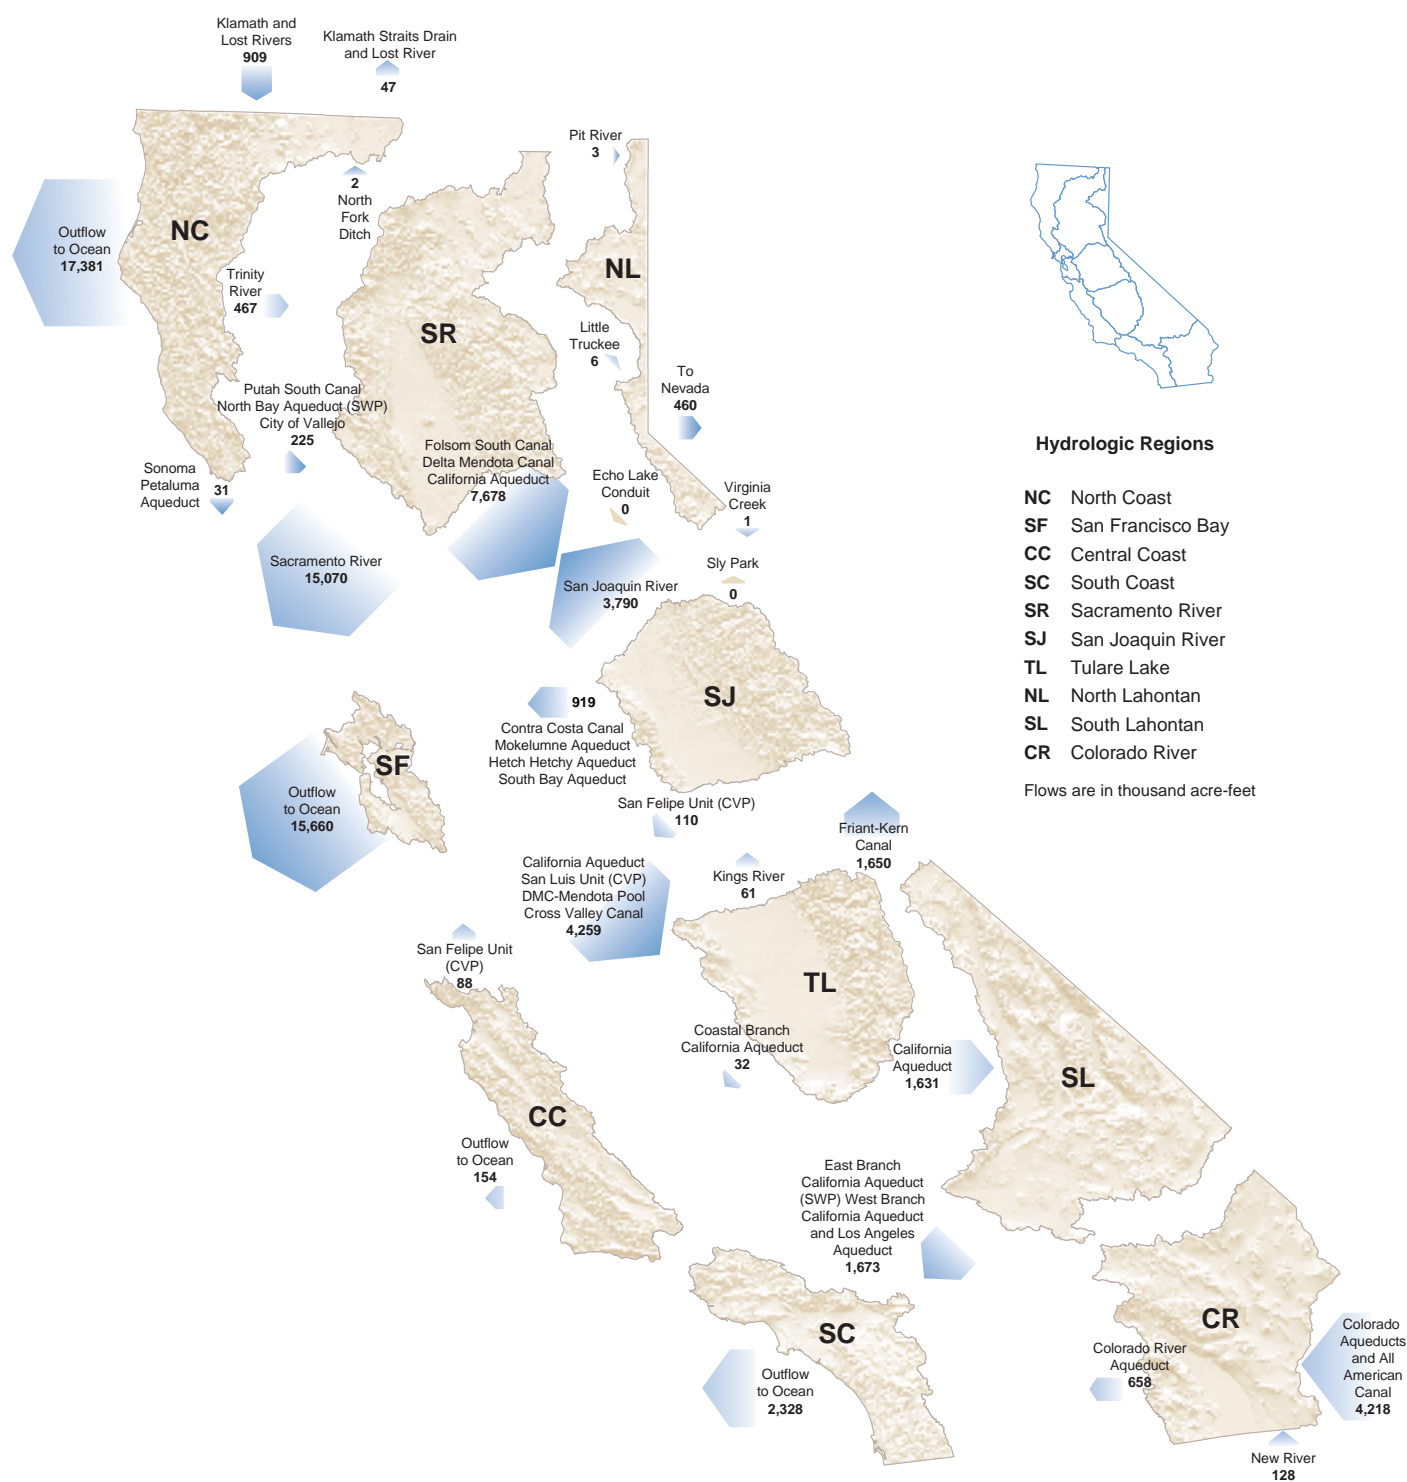 Klamath and
Lost Rivers
909
Klamath Straits Drain
and Lost River
47
Pit River
3
2
North
Fork
Ditch
NC
Outflow
to Ocean
17,381
NL
Trinity
River
467
SR
Little
Truckee
6
To
Nevada
460
Putah South Canal
North Bay Aqueduct (SWP)
City of Vallejo
225
Folsom South Canal
Delta Mendota Canal
California Aqueduct
7,678
Sonoma
Petaluma
Aqueduct
31
Echo Lake
Conduit
0
Virginia
Creek
1
Sacramento River
15,070
San Joaquin River
3,790
Sly Park
0
SJ
919
Contra Costa Canal
Mokelumne Aqueduct
Hetch Hetchy Aqueduct
South Bay Aqueduct
SF
Outflow
to Ocean
15,660
San Felipe Unit (CVP)
110
Friant-Kern
Canal
1,650
California Aqueduct
San Luis Unit (CVP)
DMC-Mendota Pool
Cross Valley Canal
4,259
Kings River
61
San Felipe Unit
(CVP)
88
TL
Coastal Branch
California Aqueduct
32
California
Aqueduct
1,631
SL
CC
Outflow
to Ocean
154
East Branch
California Aqueduct
(SWP) West Branch
California Aqueduct
and Los Angeles
Aqueduct
1,673
SC
Outflow
to Ocean
2,328
CR
Colorado River
Aqueduct
658
Colorado
Aqueducts
and All
American
Canal
4,218
New River
128
Hydrologic Regions
NC North Coast
SF San Francisco Bay
CC Central Coast
SC South Coast
SR Sacramento River
SJ San Joaquin River
TL Tulare Lake
NL North Lahontan
SL South Lahontan
CR Colorado River
Flows are in thousand acre-feet